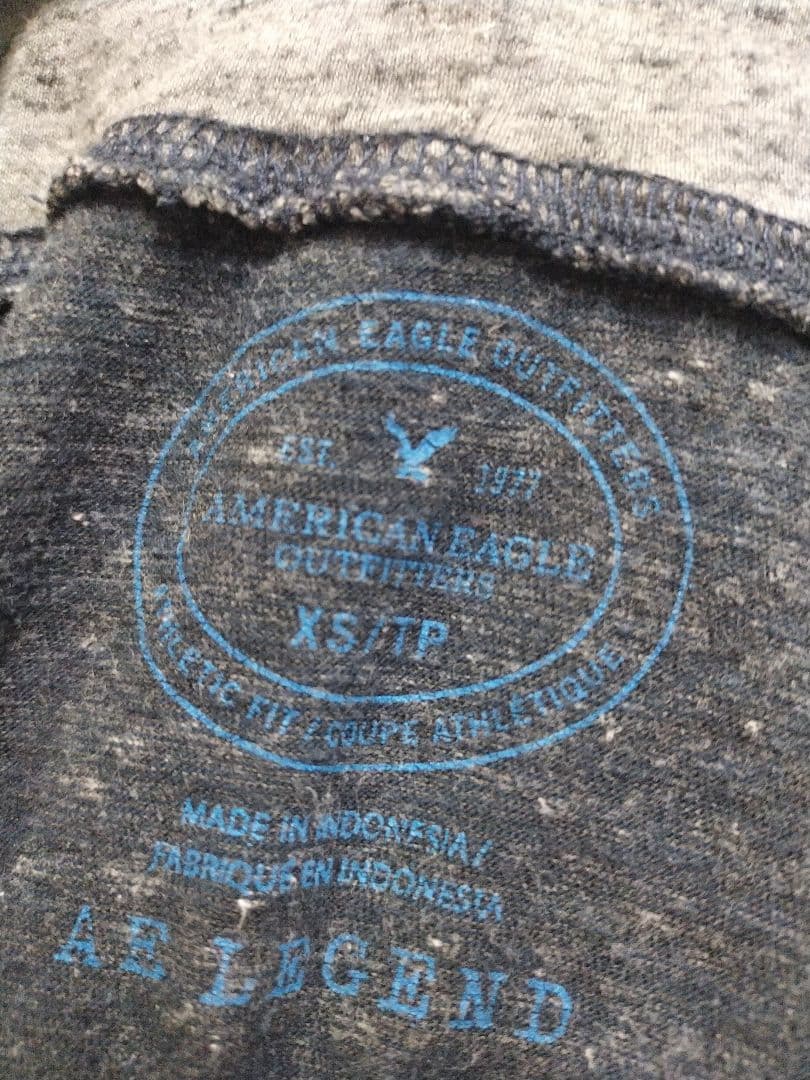 AMERICAN EAGLE OUTFITTERS
EST. 1977
AMERICAN EAGLE
OUTFITTERS
XS/TP
ATHLETIC FIT / COUPE ATHLÉTIQUE
MADE IN INDONESIA/
FABRIQUÉ EN INDONESIA
AE LEGEND